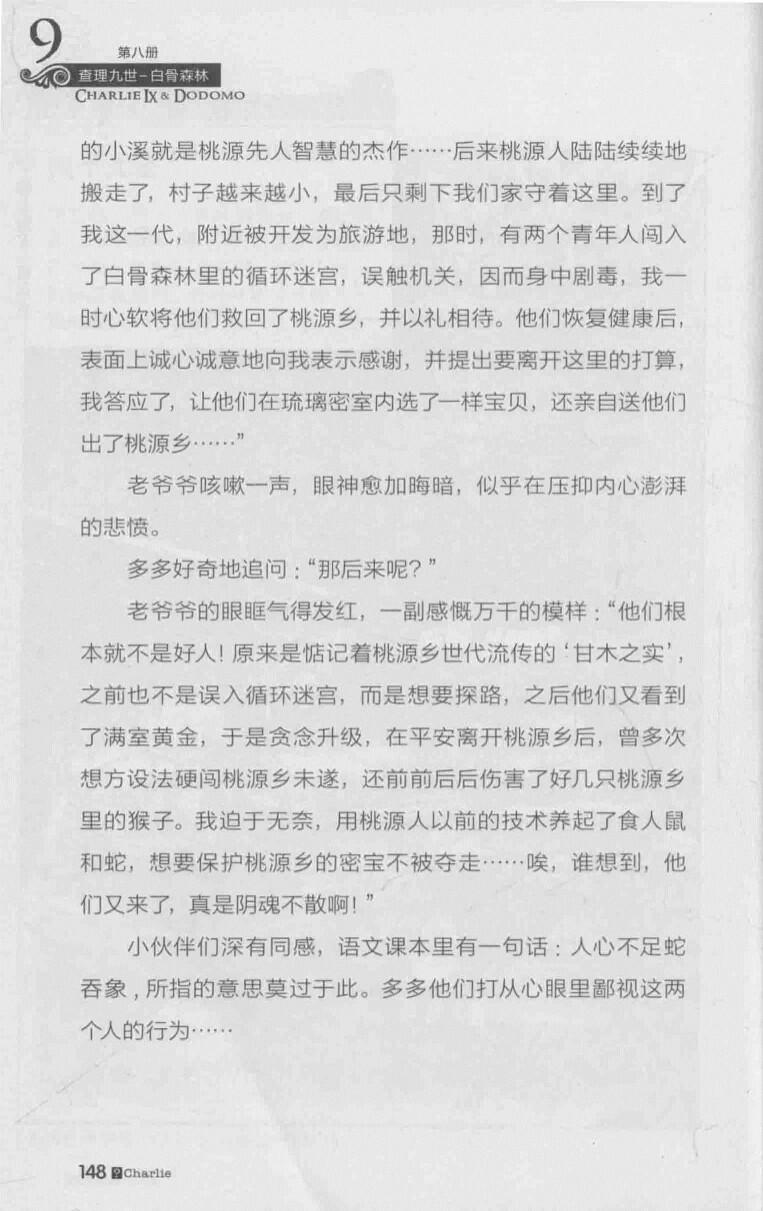 9
第八册
查理九世-白骨森林
CHARLIE IX & DODOMO
的小溪就是桃源先人智慧的杰作……后来桃源人陆陆续续地
搬走了，村子越来越小，最后只剩下我们家守着这里。到了
我这一代，附近被开发为旅游地，那时，有两个青年人闯入
了白骨森林里的循环迷宫，误触机关，因而身中剧毒，我一
时心软将他们救回了桃源乡，并以礼相待。他们恢复健康后，
表面上诚心诚意地向我表示感谢，并提出要离开这里的打算，
我答应了，让他们在琉璃密室内选了一样宝贝，还亲自送他们
出了桃源乡……”
老爷爷咳嗽一声，眼神愈加晦暗，似乎在压抑内心澎湃
的悲愤。
多多好奇地追问：“那后来呢？”
老爷爷的眼眶气得发红，一副感慨万千的模样：“他们根
本就不是好人！原来是惦记着桃源乡世代流传的‘甘木之实’，
之前也不是误入循环迷宫，而是想要探路，之后他们又看到
了满室黄金，于是贪念升级，在平安离开桃源乡后，曾多次
想方设法硬闯桃源乡未遂，还前前后后伤害了好几只桃源乡
里的猴子。我迫于无奈，用桃源人以前的技术养起了食人鼠
和蛇，想要保护桃源乡的密宝不被夺走……唉，谁想到，他
们又来了，真是阴魂不散啊！”
小伙伴们深有同感，语文课本里有一句话：人心不足蛇
吞象，所指的意思莫过于此。多多他们打从心眼里鄙视这两
个人的行为……
148 Charlie